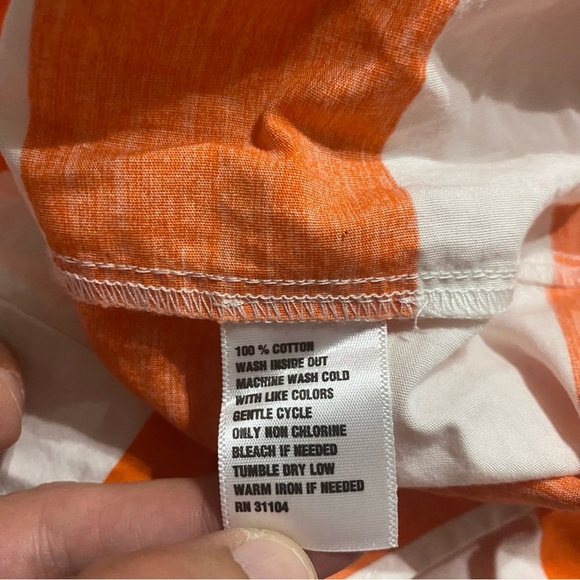 100 % COTTON
WASH INSIDE OUT
MACHINE WASH COLD
WITH LIKE COLORS
GENTLE CYCLE
ONLY NON CHLORINE
BLEACH IF NEEDED
TUMBLE DRY LOW
WARM IRON IF NEEDED
RN 31104